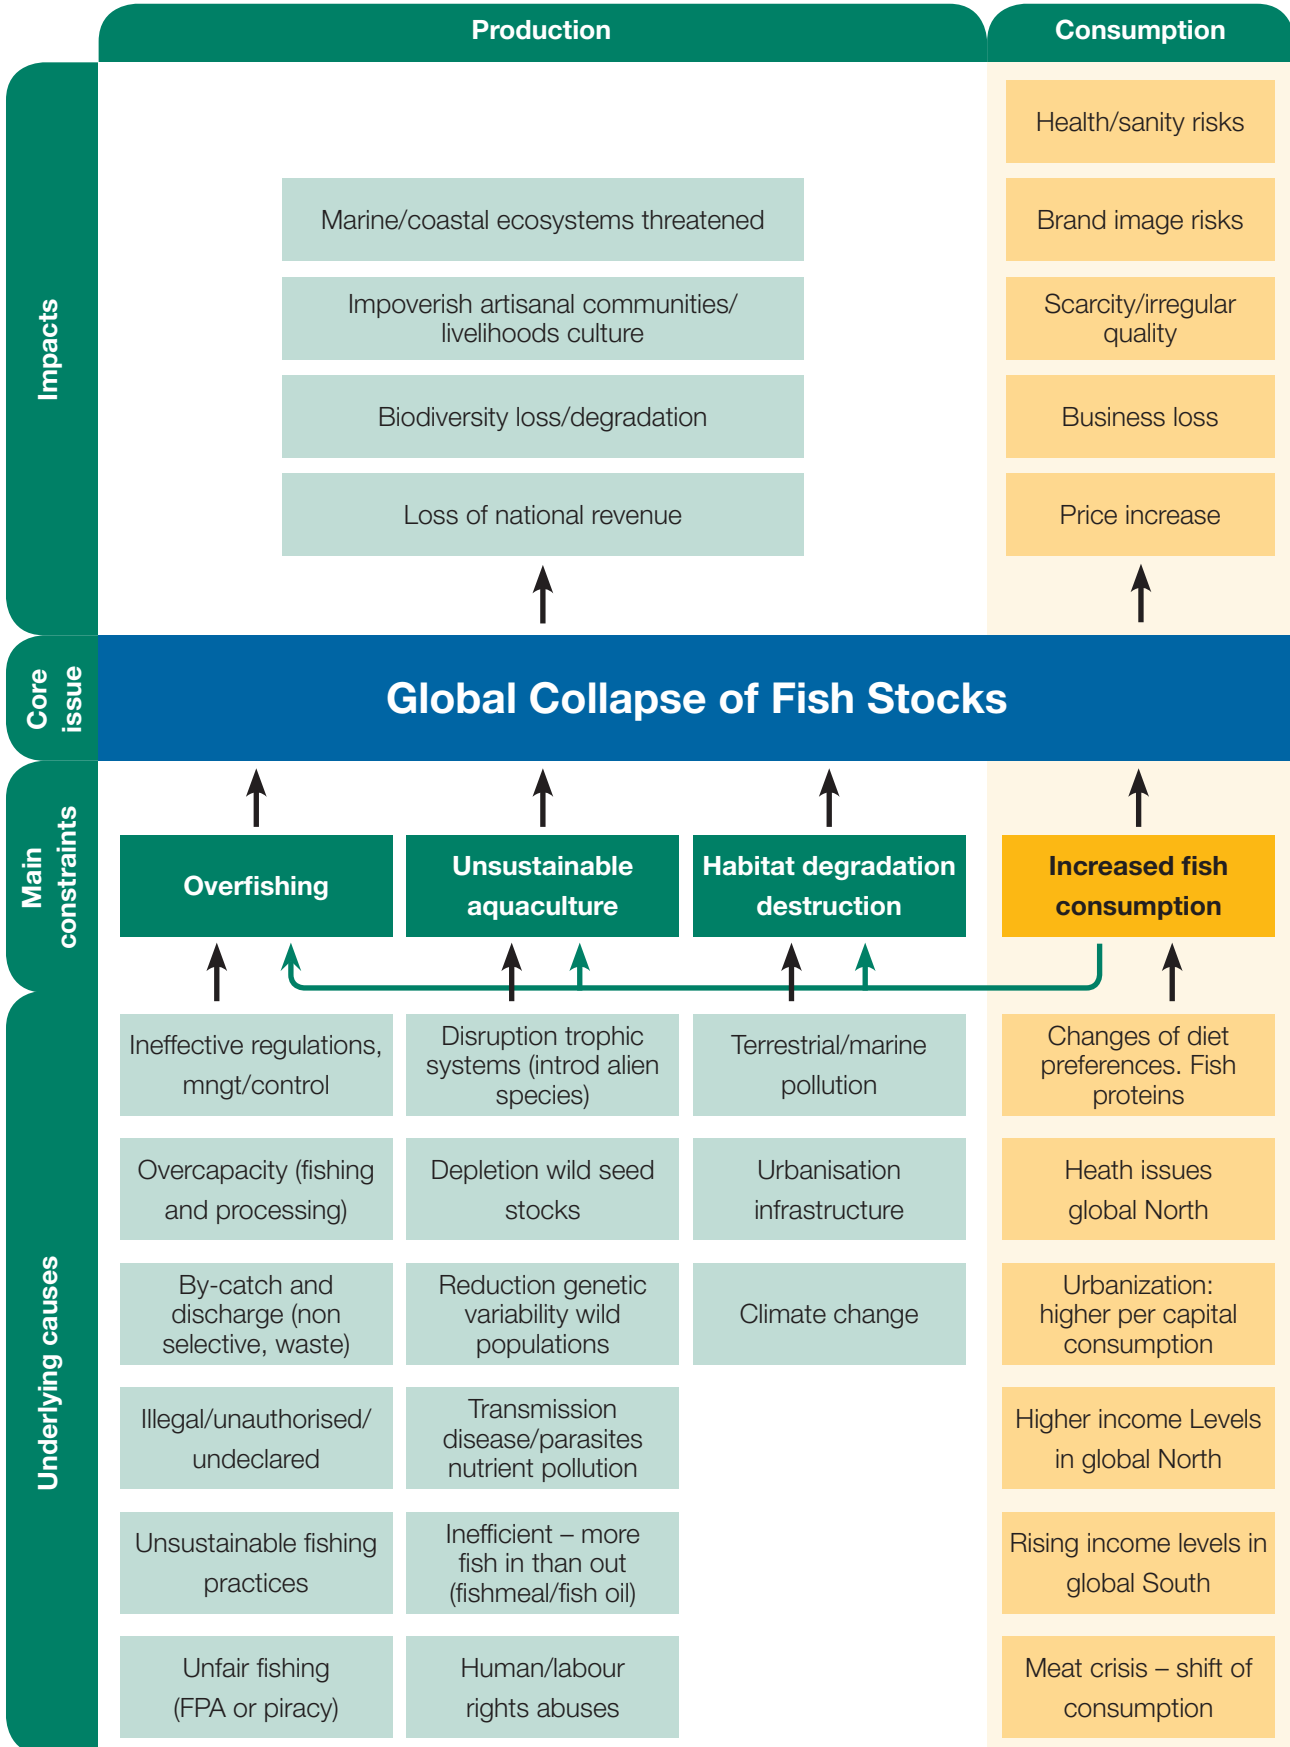 Production
Consumption
Impacts
Health/sanity risks
Marine/coastal ecosystems threatened
Brand image risks
Impoverish artisanal communities/
livelihoods culture
Scarcity/irregular
quality
Biodiversity loss/degradation
Business loss
Loss of national revenue
Price increase
Core
issue
Global Collapse of Fish Stocks
Main
constraints
Overfishing
Unsustainable
aquaculture
Habitat degradation
destruction
Increased fish
consumption
Underlying causes
Ineffective regulations,
mngt/control
Disruption trophic
systems (introd alien
species)
Terrestrial/marine
pollution
Changes of diet
preferences. Fish
proteins
Overcapacity (fishing
and processing)
Depletion wild seed
stocks
Urbanisation
infrastructure
Heath issues
global North
By-catch and
discharge (non
selective, waste)
Reduction genetic
variability wild
populations
Climate change
Urbanization:
higher per capital
consumption
Illegal/unauthorised/
undeclared
Transmission
disease/parasites
nutrient pollution
Higher income Levels
in global North
Unsustainable fishing
practices
Inefficient – more
fish in than out
(fishmeal/fish oil)
Rising income levels in
global South
Unfair fishing
(FPA or piracy)
Human/labour
rights abuses
Meat crisis – shift of
consumption